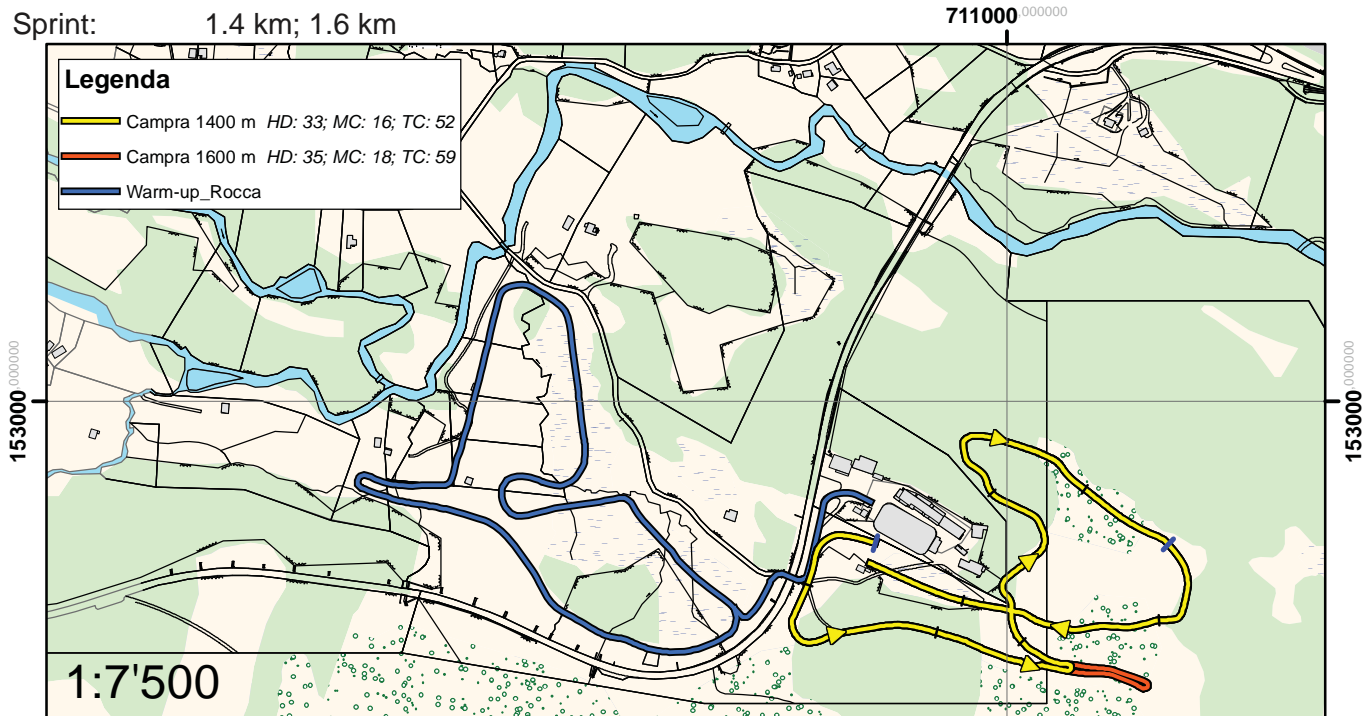 Sprint: 1.4 km; 1.6 km
711000,000000
Legenda
Campra 1400 m HD: 33; MC: 16; TC: 52
Campra 1600 m HD: 35; MC: 18; TC: 59
Warm-up_Rocca
153000,000000
153000,000000
1:7'500